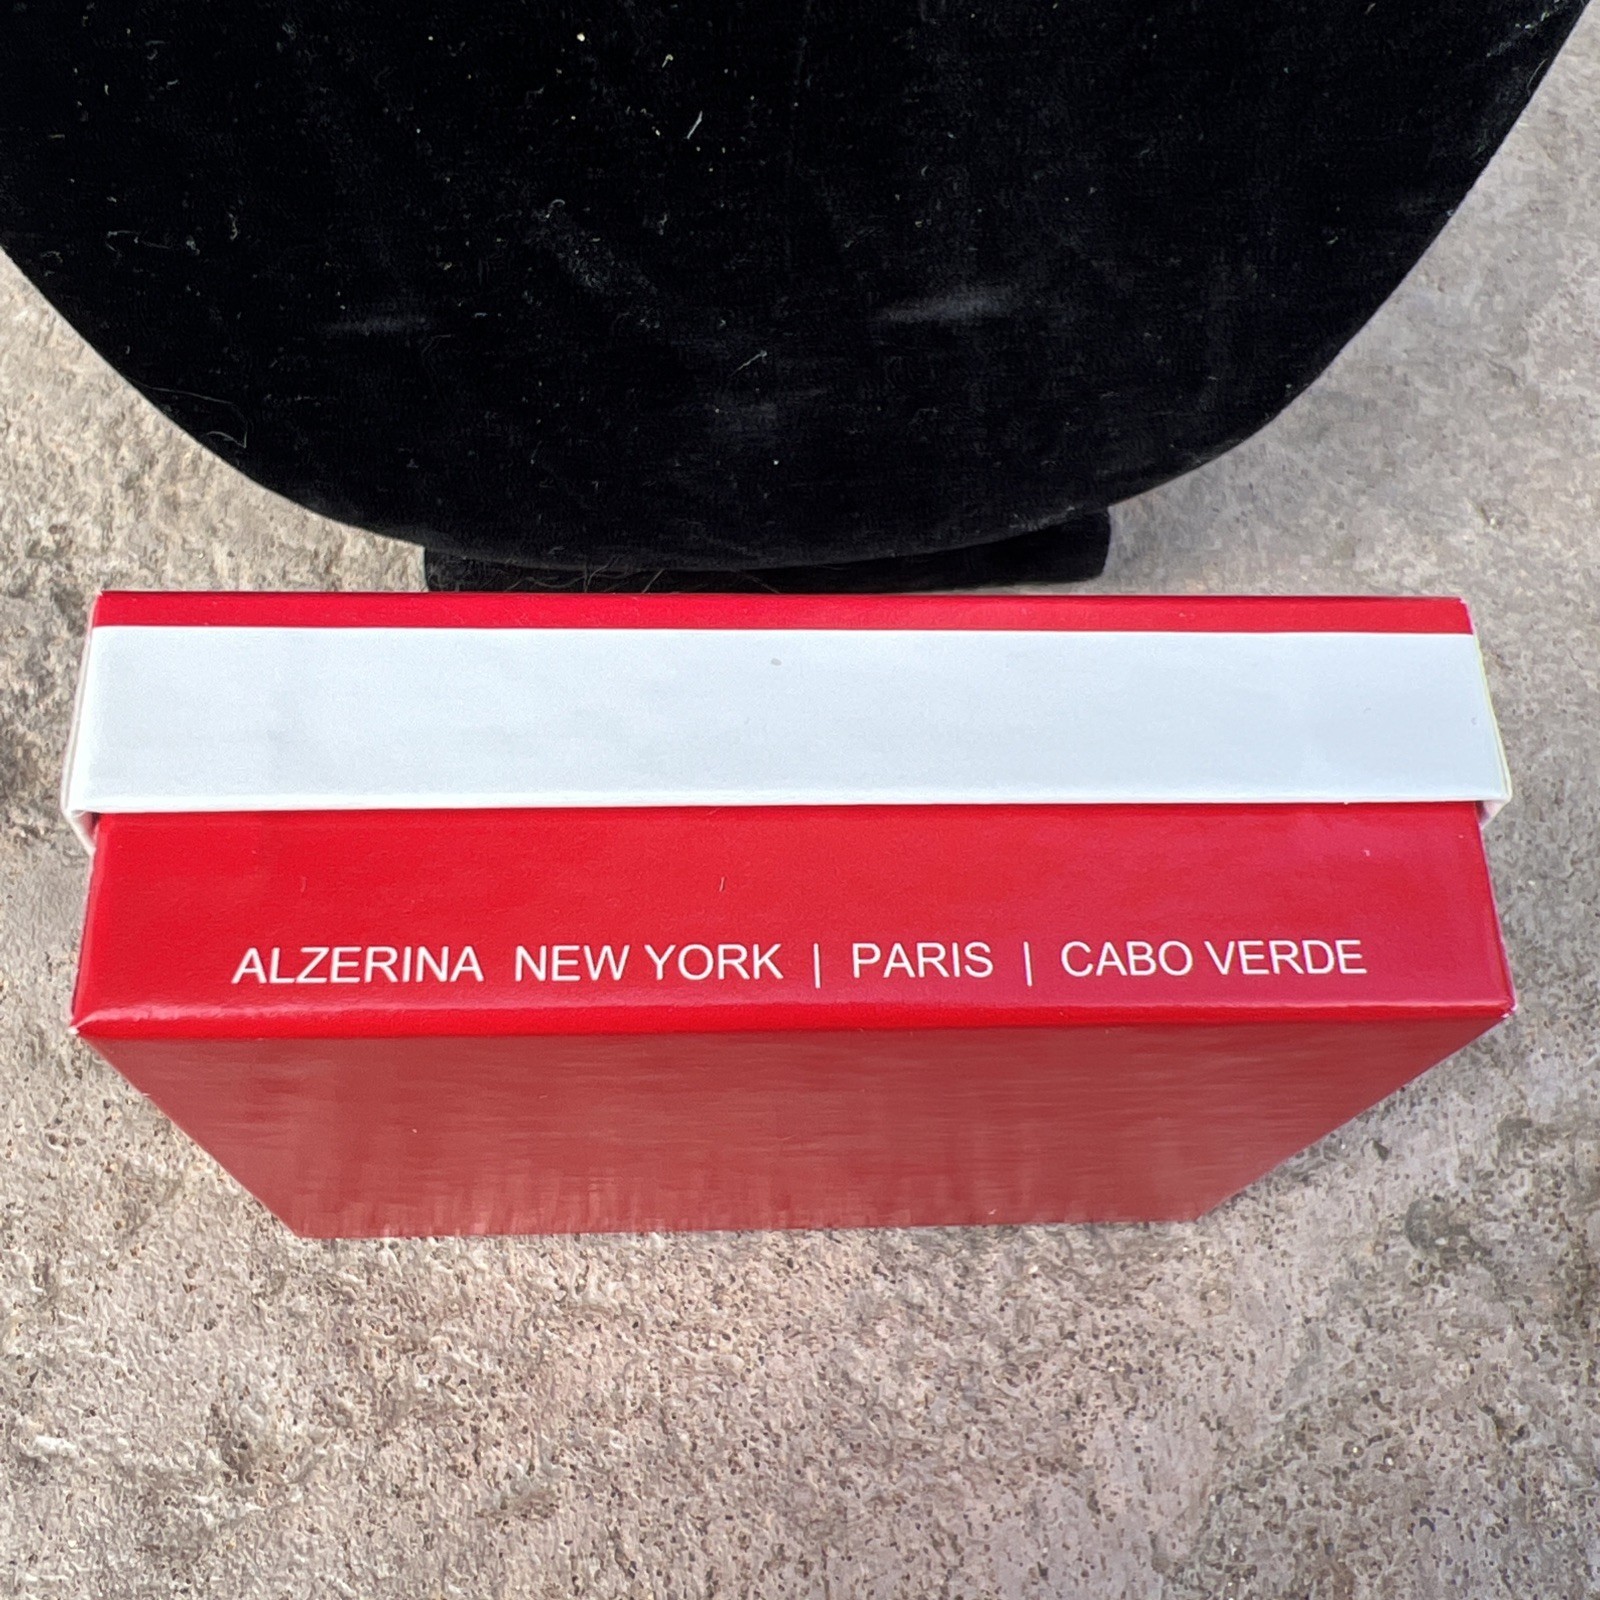 ALZERINA NEW YORK | PARIS | CABO VERDE